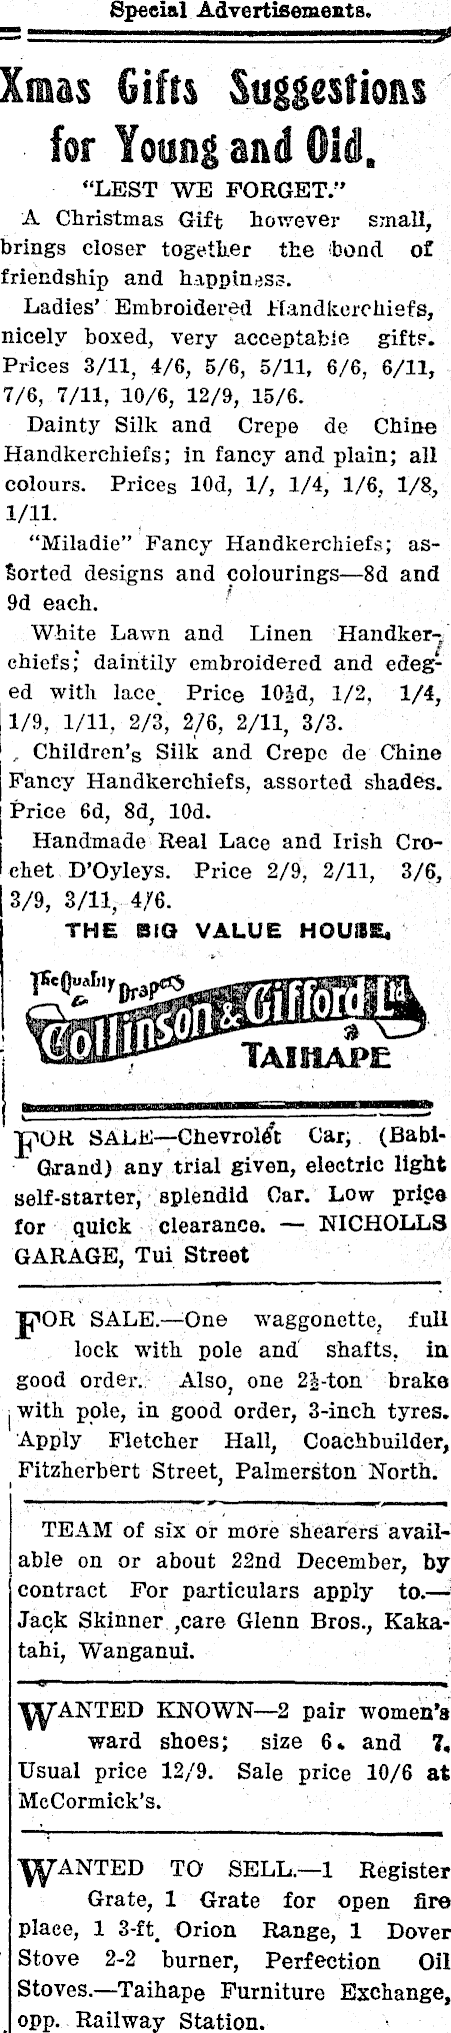 Special Advertisements.
Xmas Gifts Suggestions
for Young and Old.
"LEST WE FORGET."
A Christmas Gift however small,
brings closer together the bond of
friendship and happiness.
Ladies' Embroidered Handkerchiefs,
nicely boxed, very acceptable gifts.
Prices 3/11, 4/6, 5/6, 5/11, 6/6, 6/11,
7/6, 7/11, 10/6, 12/9, 15/6.
Dainty Silk and Crepe de Chine
Handkerchiefs; in fancy and plain; all
colours. Prices 10d, 1/, 1/4, 1/6, 1/8,
1/11.
"Miladie" Fancy Handkerchiefs; as-
sorted designs and colourings—8d and
9d each.
White Lawn and Linen Handker-
chiefs; daintily embroidered and edeg-
ed with lace. Price 10½d, 1/2, 1/4,
1/9, 1/11, 2/3, 2/6, 2/11, 3/3.
Children's Silk and Crepe de Chine
Fancy Handkerchiefs, assorted shades.
Price 6d, 8d, 10d.
Handmade Real Lace and Irish Cro-
chet D'Oyleys. Price 2/9, 2/11, 3/6,
3/9, 3/11, 4/6.
THE BIG VALUE HOUSE.
The Quality Drapers
Collinson & Gifford Ltd
TAIHAPE
FOR SALE—Chevrolet Car, (Babi-
Grand) any trial given, electric light
self-starter, splendid Car. Low price
for quick clearance. — NICHOLLS
GARAGE, Tui Street
FOR SALE.—One waggonette, full
lock with pole and shafts, in
good order. Also, one 2½-ton brake
with pole, in good order, 3-inch tyres.
Apply Fletcher Hall, Coachbuilder,
Fitzherbert Street, Palmerston North.
TEAM of six or more shearers avail-
able on or about 22nd December, by
contract For particulars apply to.—
Jack Skinner ,care Glenn Bros., Kaka-
tahi, Wanganui.
WANTED KNOWN—2 pair women's
ward shoes; size 6. and 7.
Usual price 12/9. Sale price 10/6 at
McCormick's.
WANTED TO SELL.—1 Register
Grate, 1 Grate for open fire
place, 1 3-ft. Orion Range, 1 Dover
Stove 2-2 burner, Perfection Oil
Stoves.—Taihape Furniture Exchange,
opp. Railway Station.